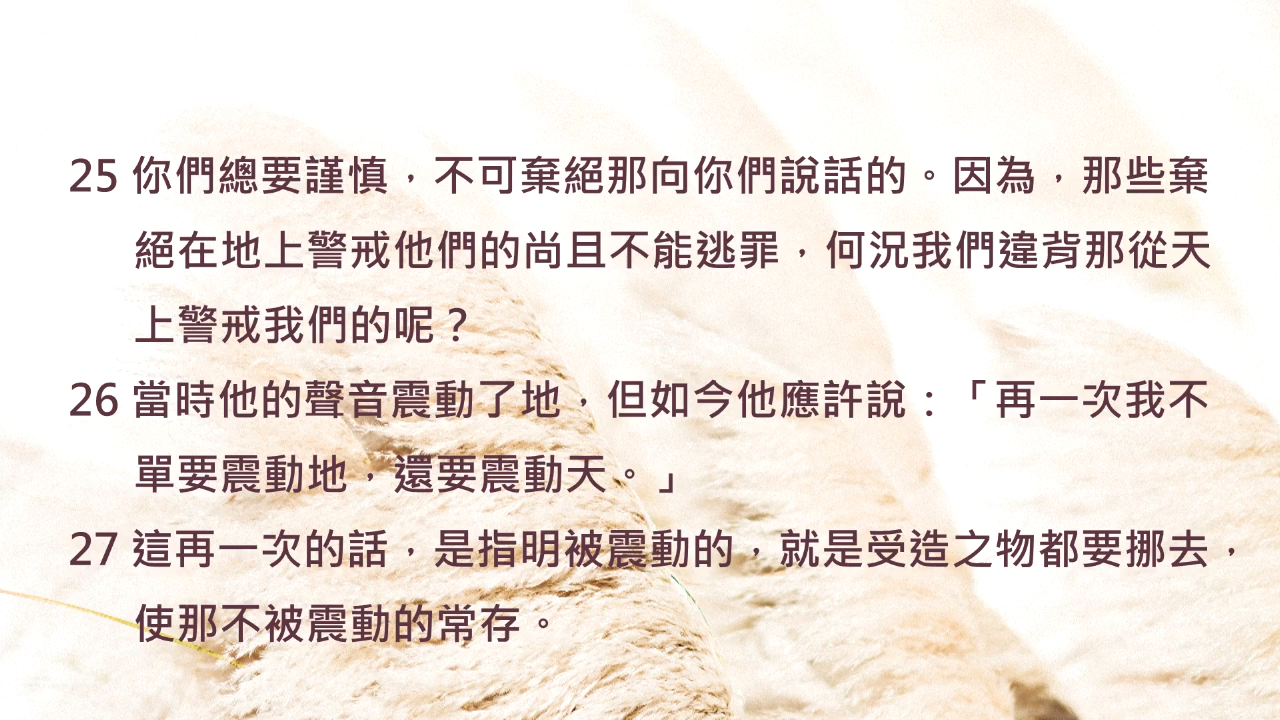 25 你們總要謹慎，不可棄絕那向你們說話的。因為，那些棄
絕在地上警戒他們的尚且不能逃罪，何況我們違背那從天
上警戒我們的呢？
26 當時他的聲音震動了地，但如今他應許說：「再一次我不
單要震動地，還要震動天。」
27 這再一次的話，是指明被震動的，就是受造之物都要挪去，
使那不被震動的常存。